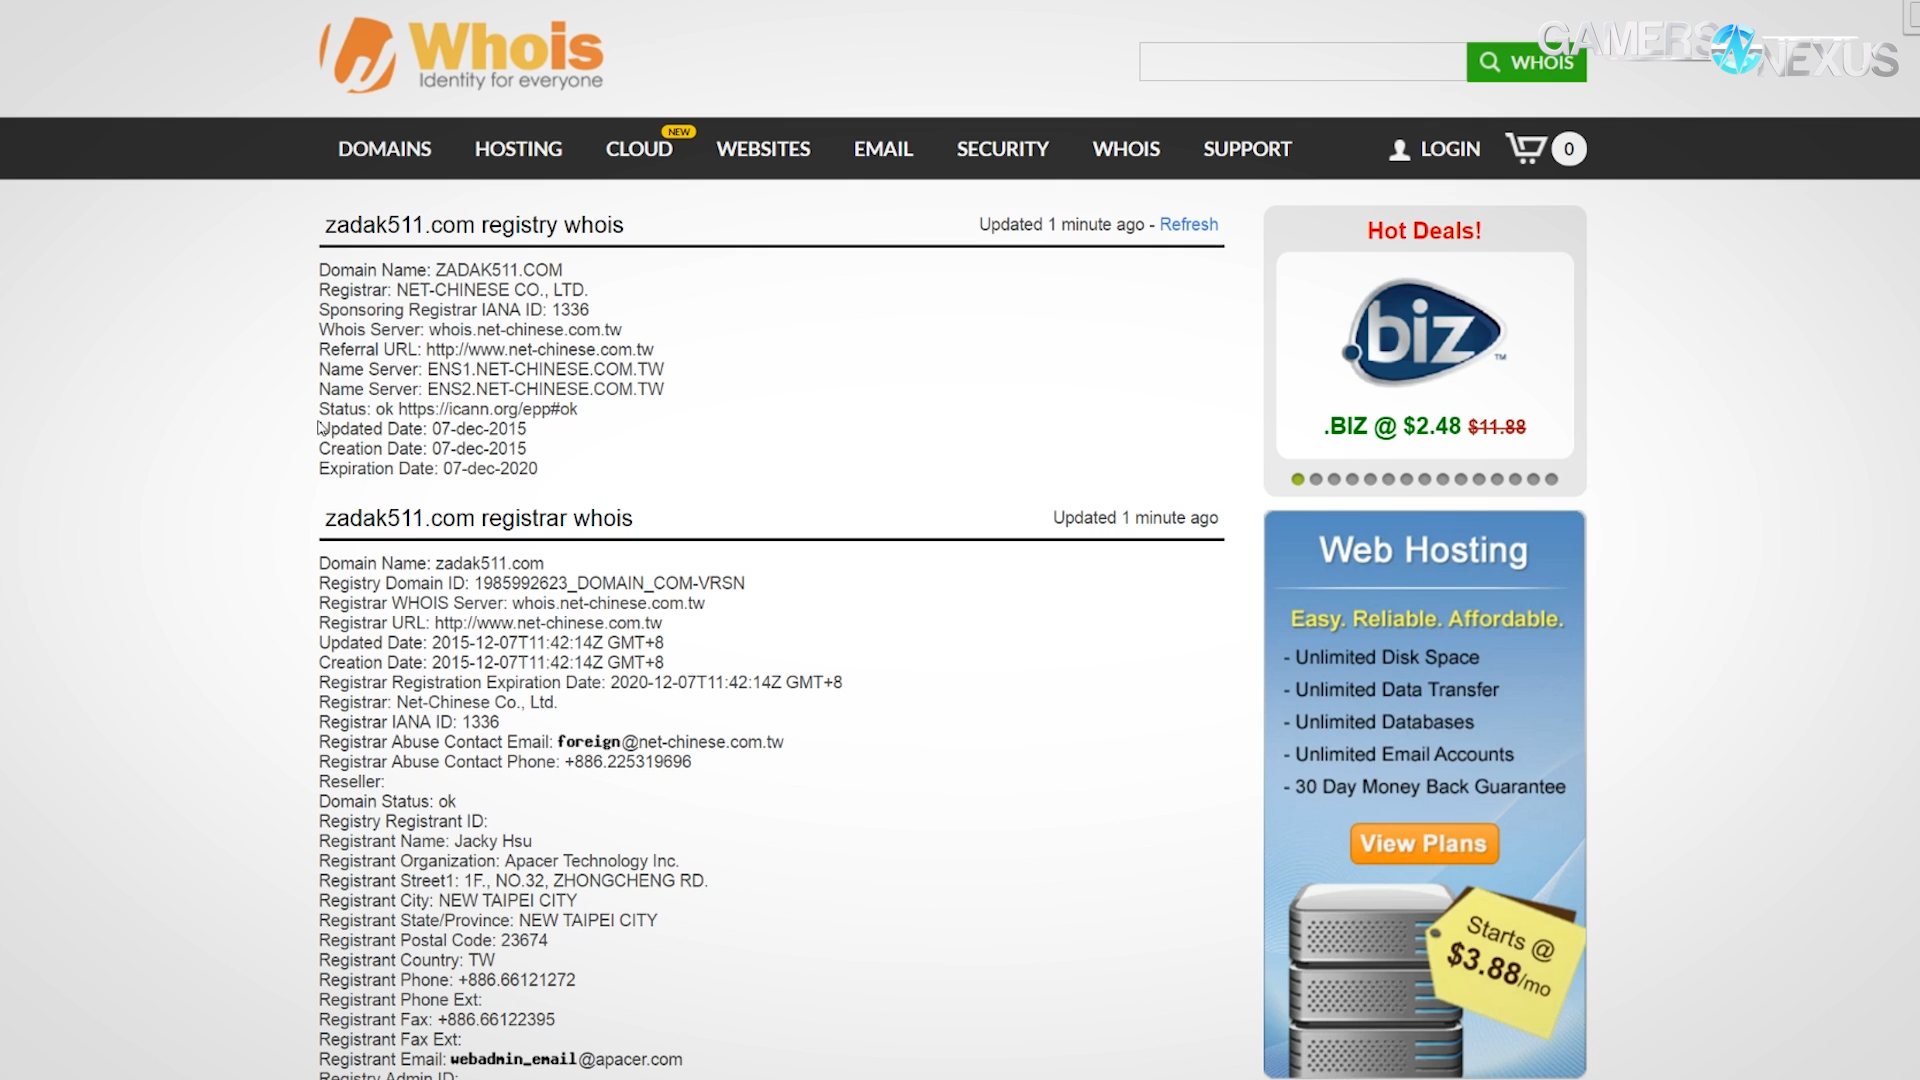 Whois
Identity for everyone
WHOIS
GAMERS NEXUS
DOMAINS HOSTING CLOUD NEW WEBSITES EMAIL SECURITY WHOIS SUPPORT LOGIN 0
zadak511.com registry whois
Updated 1 minute ago - Refresh
Domain Name: ZADAK511.COM
Registrar: NET-CHINESE CO., LTD.
Sponsoring Registrar IANA ID: 1336
Whois Server: whois.net-chinese.com.tw
Referral URL: http://www.net-chinese.com.tw
Name Server: ENS1.NET-CHINESE.COM.TW
Name Server: ENS2.NET-CHINESE.COM.TW
Status: ok https://icann.org/epp#ok
Updated Date: 07-dec-2015
Creation Date: 07-dec-2015
Expiration Date: 07-dec-2020
zadak511.com registrar whois
Updated 1 minute ago
Domain Name: zadak511.com
Registry Domain ID: 1985992623_DOMAIN_COM-VRSN
Registrar WHOIS Server: whois.net-chinese.com.tw
Registrar URL: http://www.net-chinese.com.tw
Updated Date: 2015-12-07T11:42:14Z GMT+8
Creation Date: 2015-12-07T11:42:14Z GMT+8
Registrar Registration Expiration Date: 2020-12-07T11:42:14Z GMT+8
Registrar: Net-Chinese Co., Ltd.
Registrar IANA ID: 1336
Registrar Abuse Contact Email: foreign@net-chinese.com.tw
Registrar Abuse Contact Phone: +886.225319696
Reseller:
Domain Status: ok
Registry Registrant ID:
Registrant Name: Jacky Hsu
Registrant Organization: Apacer Technology Inc.
Registrant Street1: 1F., NO.32, ZHONGCHENG RD.
Registrant City: NEW TAIPEI CITY
Registrant State/Province: NEW TAIPEI CITY
Registrant Postal Code: 23674
Registrant Country: TW
Registrant Phone: +886.66121272
Registrant Phone Ext:
Registrant Fax: +886.66122395
Registrant Fax Ext:
Registrant Email: webadmin_email@apacer.com
Registry Admin ID:
Hot Deals!
.biz TM
.BIZ @ $2.48 $11.88
Web Hosting
Easy. Reliable. Affordable.
- Unlimited Disk Space
- Unlimited Data Transfer
- Unlimited Databases
- Unlimited Email Accounts
- 30 Day Money Back Guarantee
View Plans
Starts @
$3.88/mo